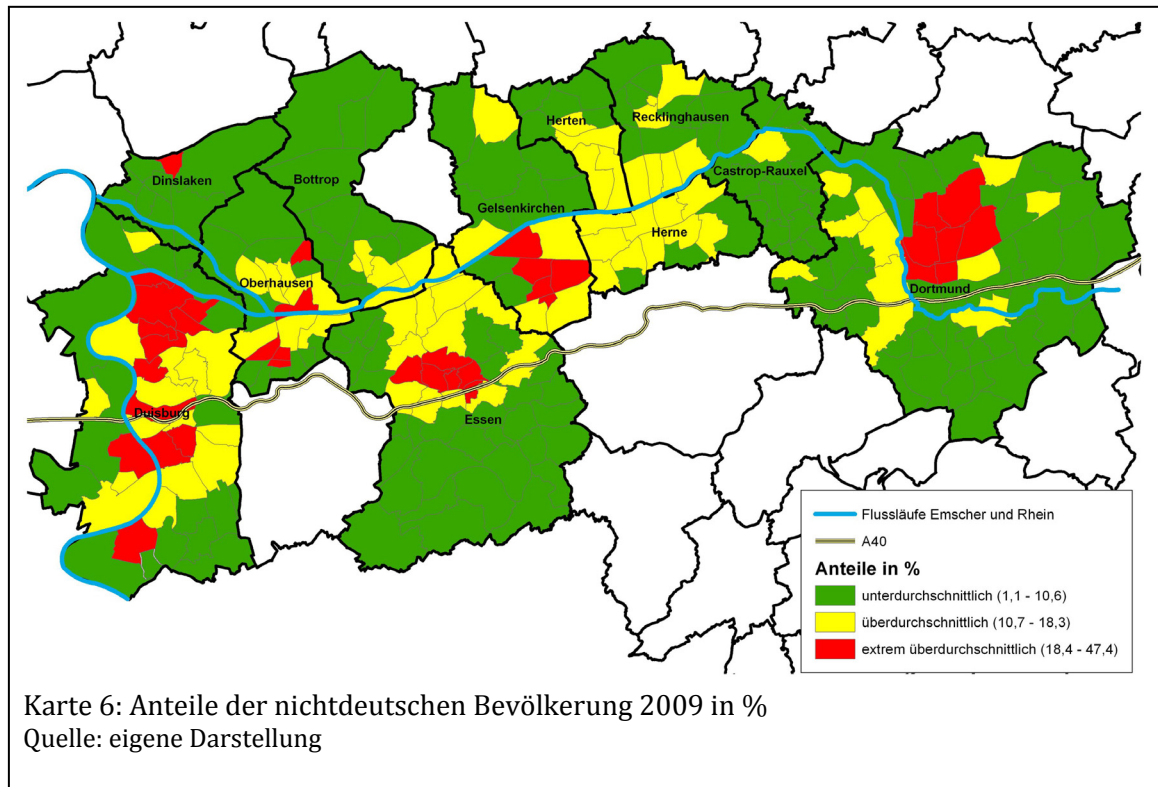 Herten
Recklinghausen
Dinslaken
Bottrop
Castrop-Rauxel
Gelsenkirchen
Herne
Oberhausen
Dortmund
Duisburg
Essen
Flussläufe Emscher und Rhein
A40
Anteile in %
unterdurchschnittlich (1,1 - 10,6)
überdurchschnittlich (10,7 - 18,3)
extrem überdurchschnittlich (18,4 - 47,4)
Karte 6: Anteile der nichtdeutschen Bevölkerung 2009 in %
Quelle: eigene Darstellung